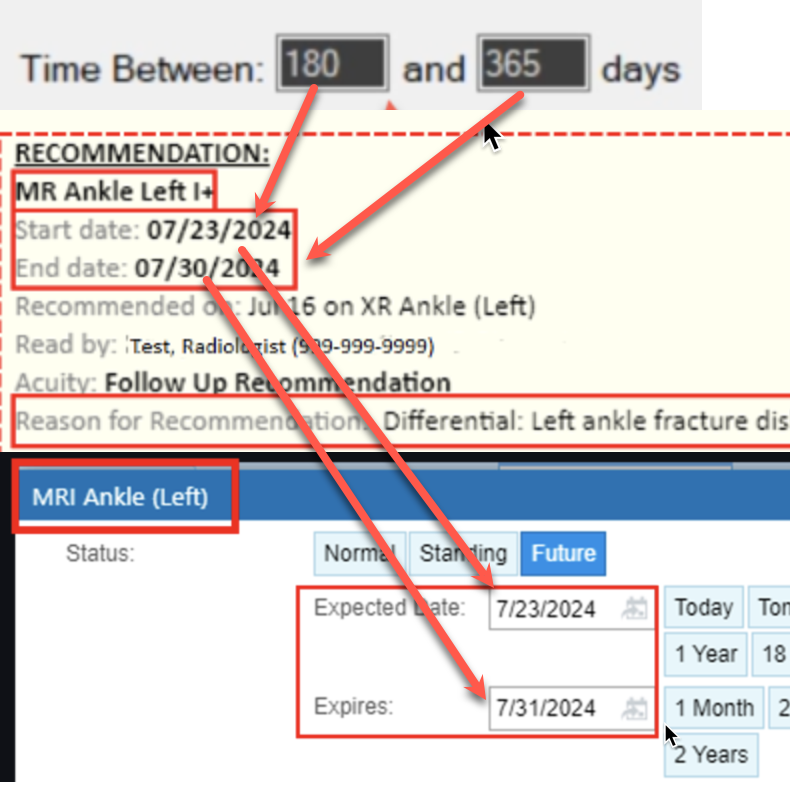 Time Between: 180 and 365 days
RECOMMENDATION:
MR Ankle Left I+
Start date: 07/23/2024
End date: 07/30/2024
Recommended on: Jul 16 on XR Ankle (Left)
Read by: Test, Radiologist (999-999-9999)
Acuity: Follow Up Recommendation
Reason for Recommendation: Differential: Left ankle fracture dis
MRI Ankle (Left)
Status: Normal Standing Future
Expected Date: 7/23/2024 Today Ton
1 Year 18
Expires: 7/31/2024 1 Month 2
2 Years